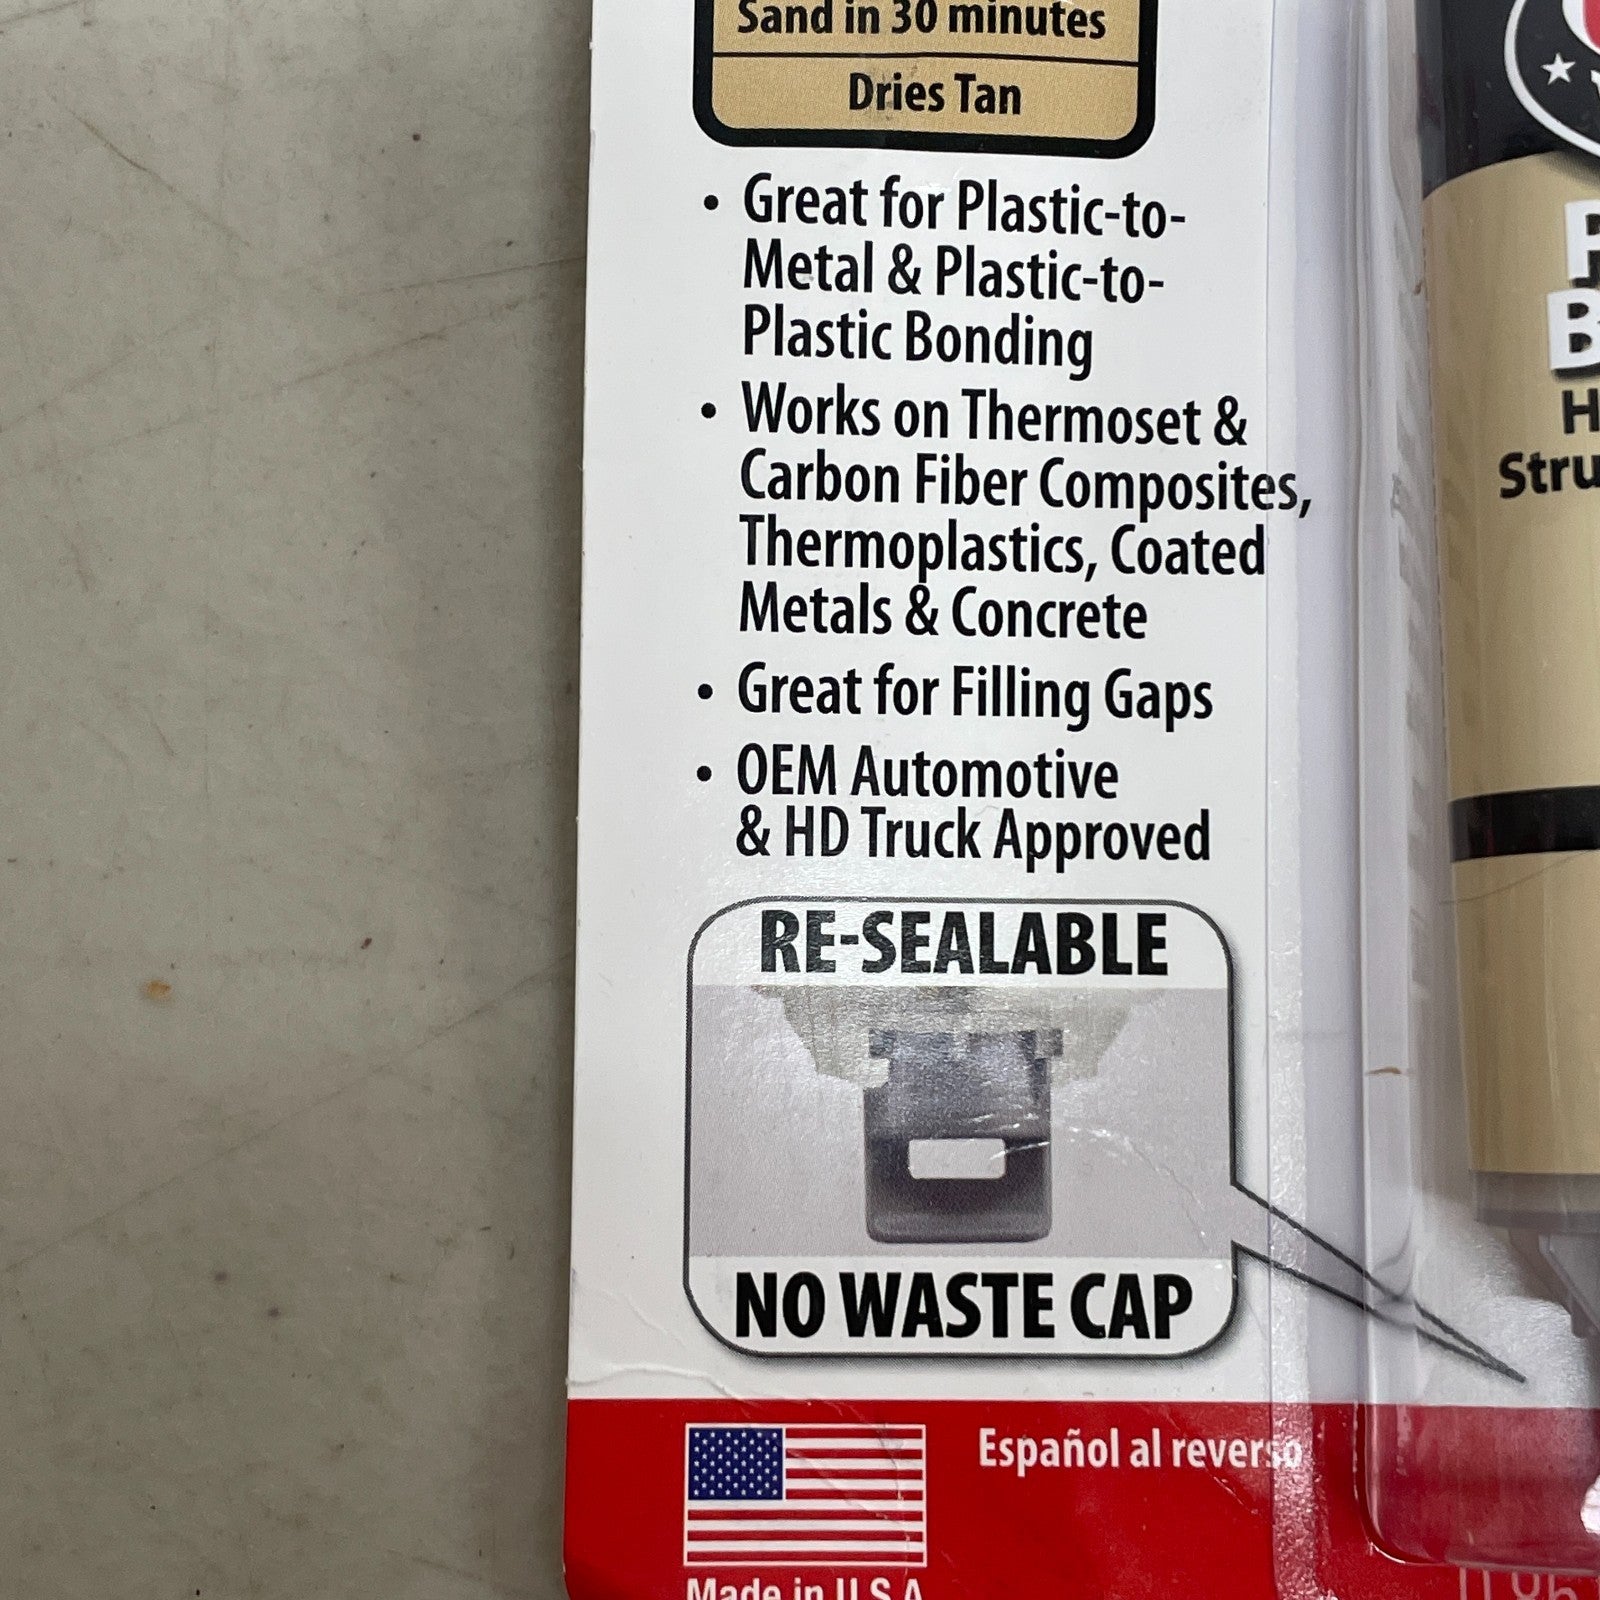 Sand in 30 minutes
Dries Tan
• Great for Plastic-to-
Metal & Plastic-to-
Plastic Bonding
• Works on Thermoset &
Carbon Fiber Composites,
Thermoplastics, Coated
Metals & Concrete
• Great for Filling Gaps
• OEM Automotive
& HD Truck Approved
RE-SEALABLE
NO WASTE CAP
Español al reverso
Made in U.S.A